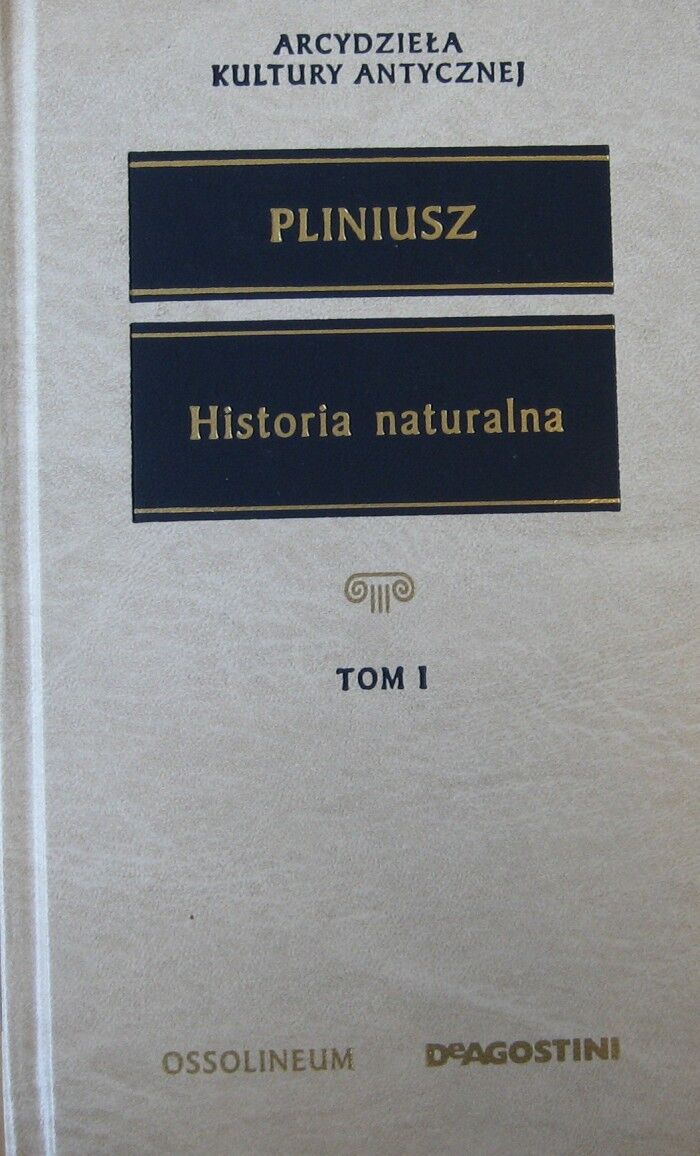 ARCYDZIEŁA
KULTURY ANTYCZNEJ
PLINIUSZ
Historia naturalna
TOM I
OSSOLINEUM DeAGOSTINI